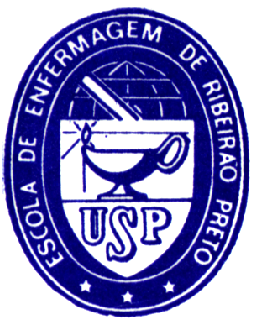 ESCOLA DE ENFERMAGEM DE RIBEIRÃO PRETO
USP